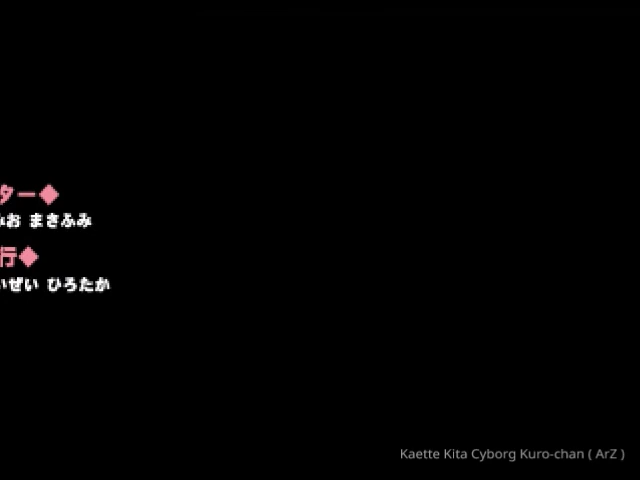 ター◆
みお まさふみ
行◆
いぜい ひろたか
Kaette Kita Cyborg Kuro-chan ( ArZ )